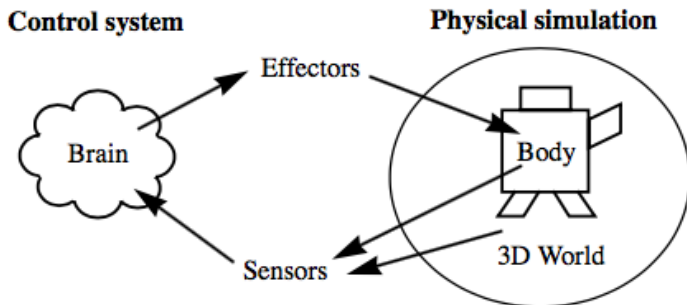 Control system
Physical simulation
Effectors
Brain
Body
Sensors
3D World